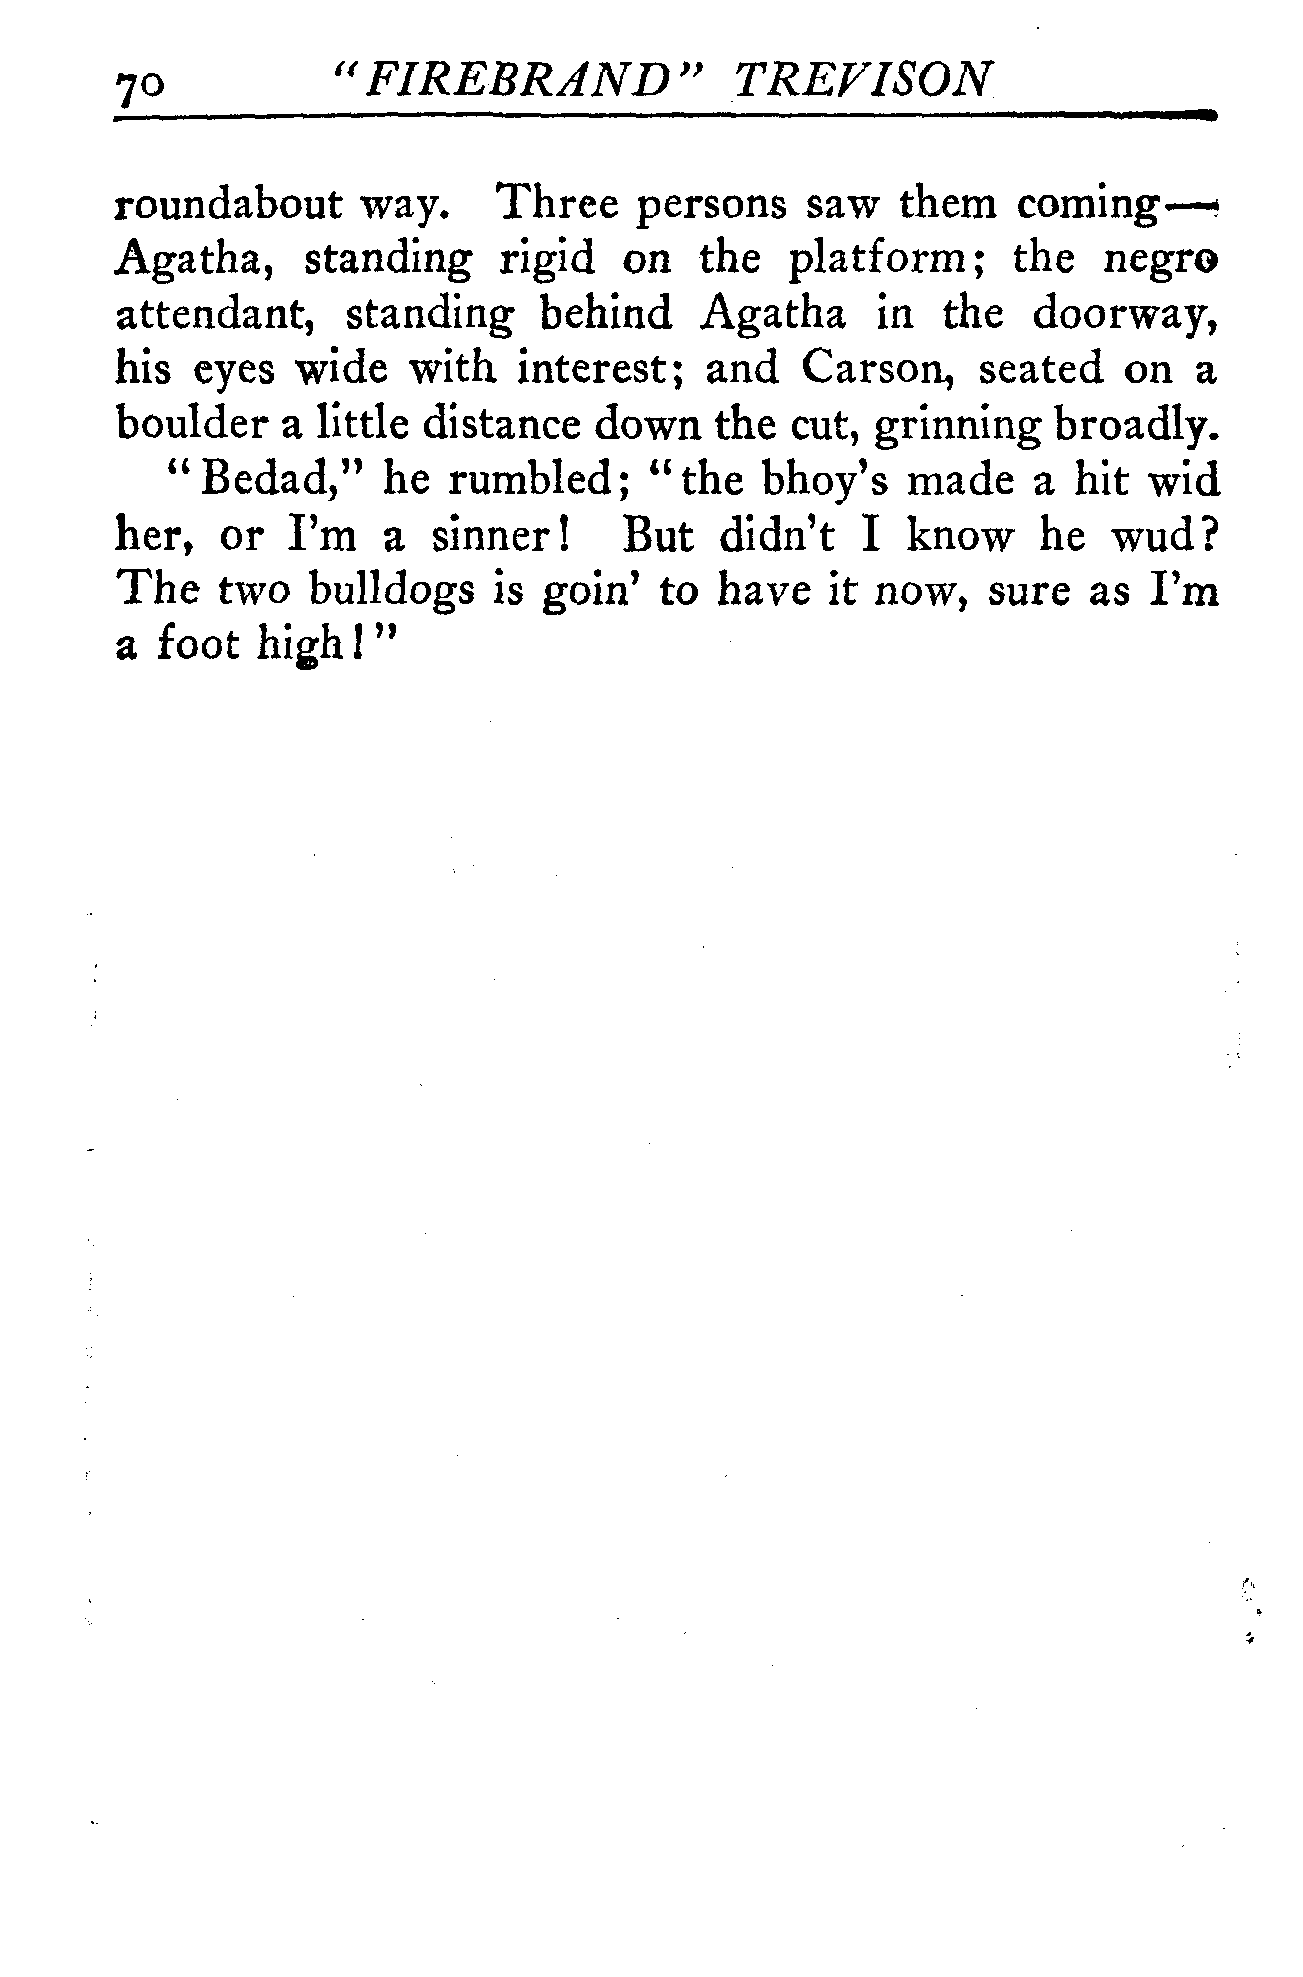 70 "FIREBRAND" TREVISON
roundabout way. Three persons saw them coming—
Agatha, standing rigid on the platform; the negro
attendant, standing behind Agatha in the doorway,
his eyes wide with interest; and Carson, seated on a
boulder a little distance down the cut, grinning broadly.
"Bedad," he rumbled; "the bhoy's made a hit wid
her, or I'm a sinner! But didn't I know he wud?
The two bulldogs is goin' to have it now, sure as I'm
a foot high!"